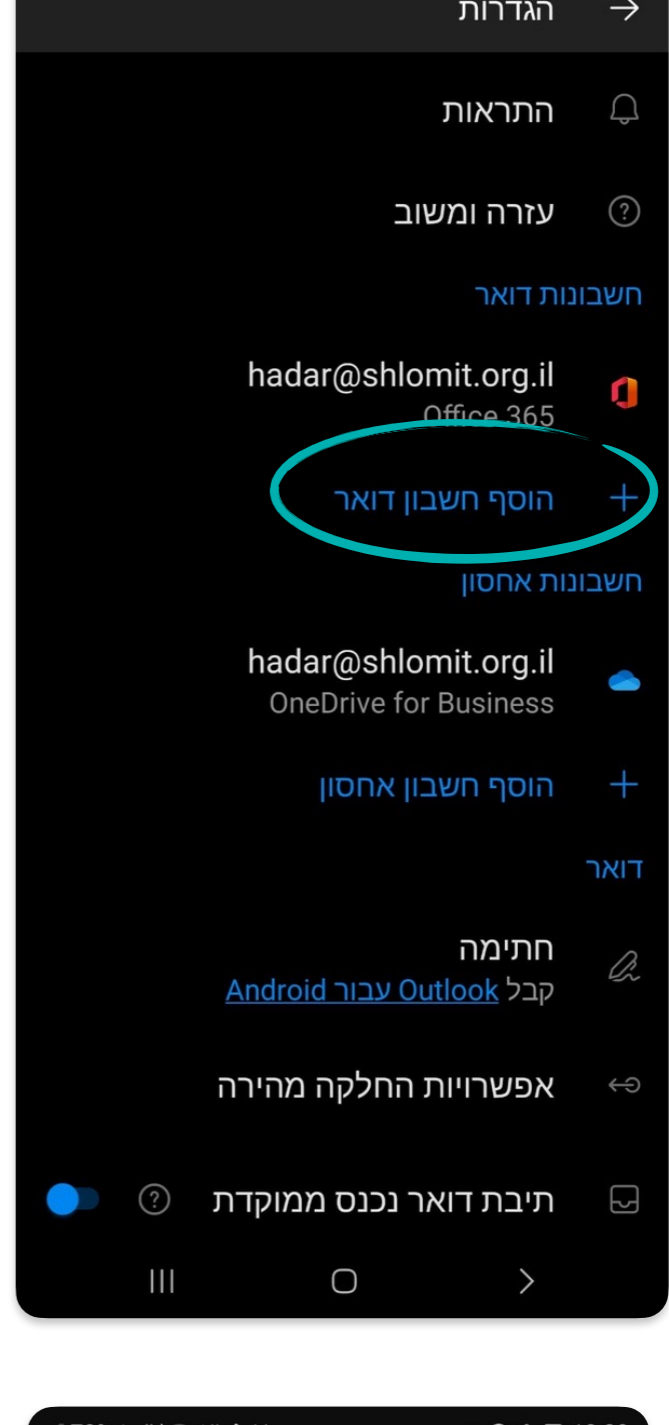 הגדרות
התראות
עזרה ומשוב
חשבונות דואר
hadar@shlomit.org.il
Office 365
הוסף חשבון דואר
חשבונות אחסון
hadar@shlomit.org.il
OneDrive for Business
הוסף חשבון אחסון
דואר
חתימה
קבל Outlook עבור Android
אפשרויות החלקה מהירה
תיבת דואר נכנס ממוקדת